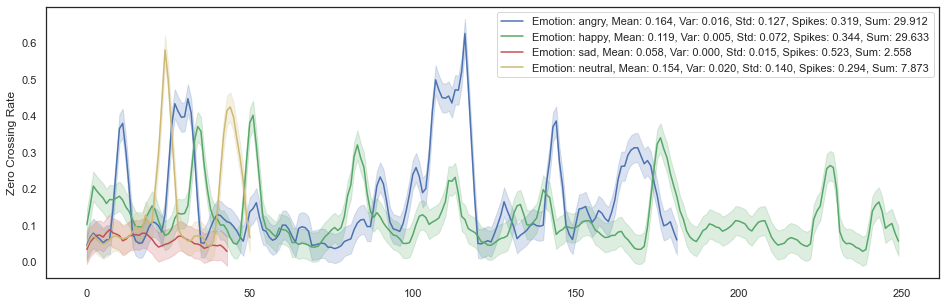 Emotion: angry, Mean: 0.164, Var: 0.016, Std: 0.127, Spikes: 0.319, Sum: 29.912
Emotion: happy, Mean: 0.119, Var: 0.005, Std: 0.072, Spikes: 0.344, Sum: 29.633
Emotion: sad, Mean: 0.058, Var: 0.000, Std: 0.015, Spikes: 0.523, Sum: 2.558
Emotion: neutral, Mean: 0.154, Var: 0.020, Std: 0.140, Spikes: 0.294, Sum: 7.873
Zero Crossing Rate
0.6
0.5
0.4
0.3
0.2
0.1
0.0
0 50 100 150 200 250